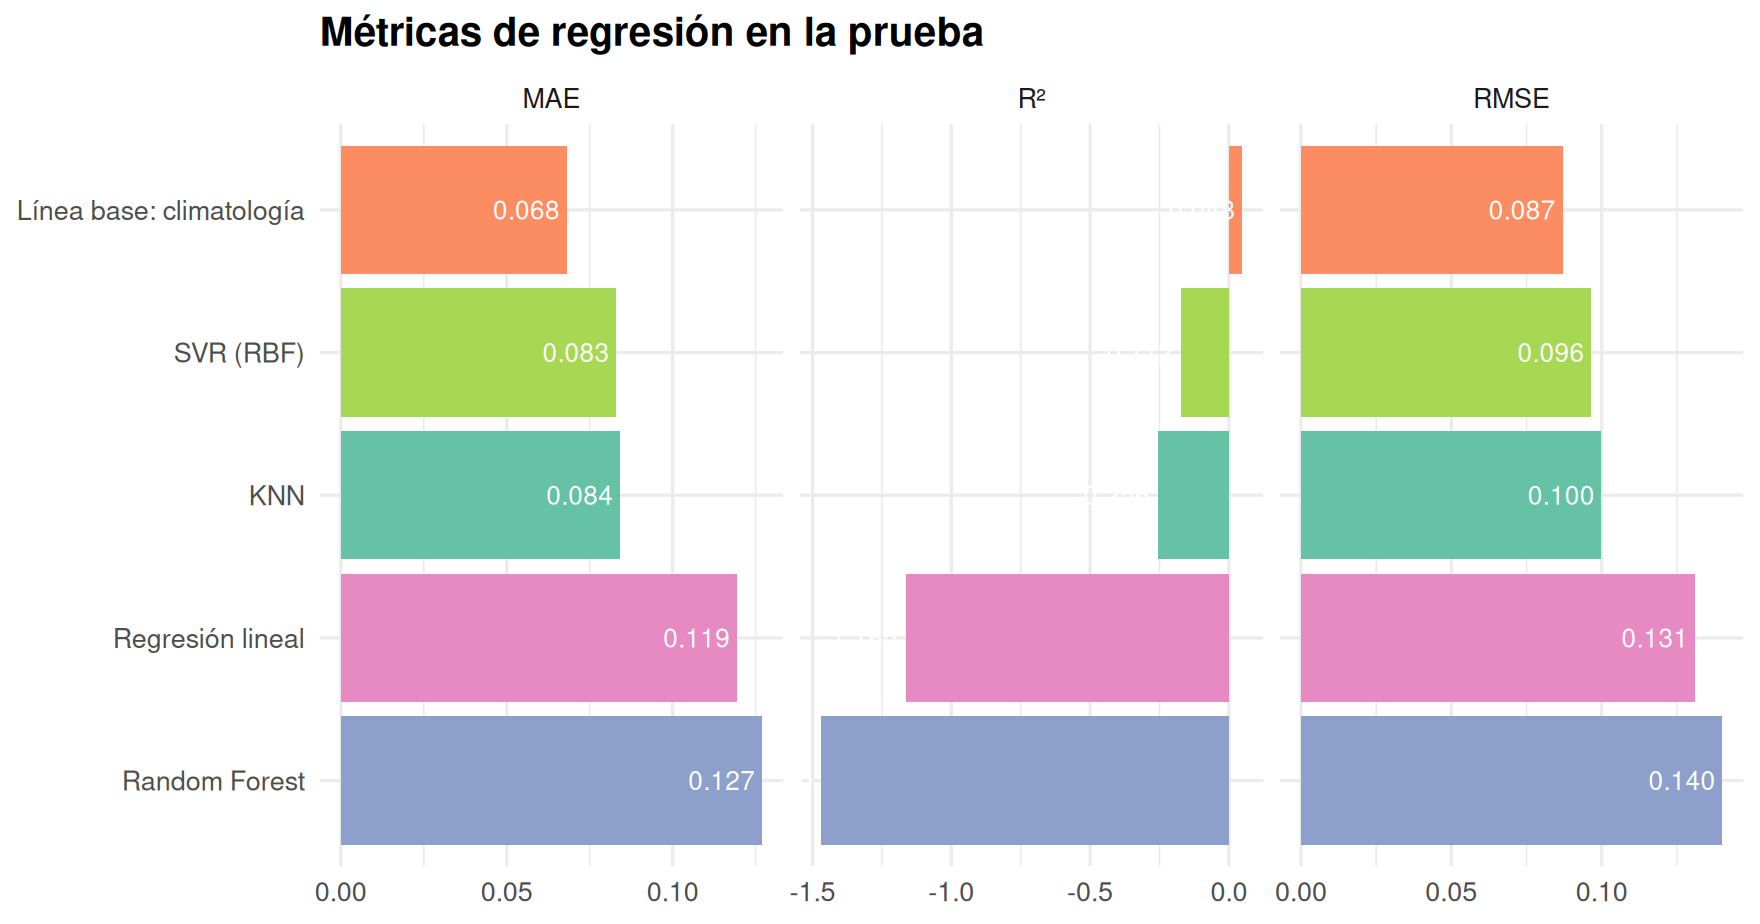 Métricas de regresión en la prueba
MAE
R²
RMSE
Línea base: climatología
0.068
0.087
SVR (RBF)
0.083
0.096
KNN
0.084
0.100
Regresión lineal
0.119
0.131
Random Forest
0.127
0.140
0.00
0.05
0.10
-1.5
-1.0
-0.5
0.0
0.00
0.05
0.10